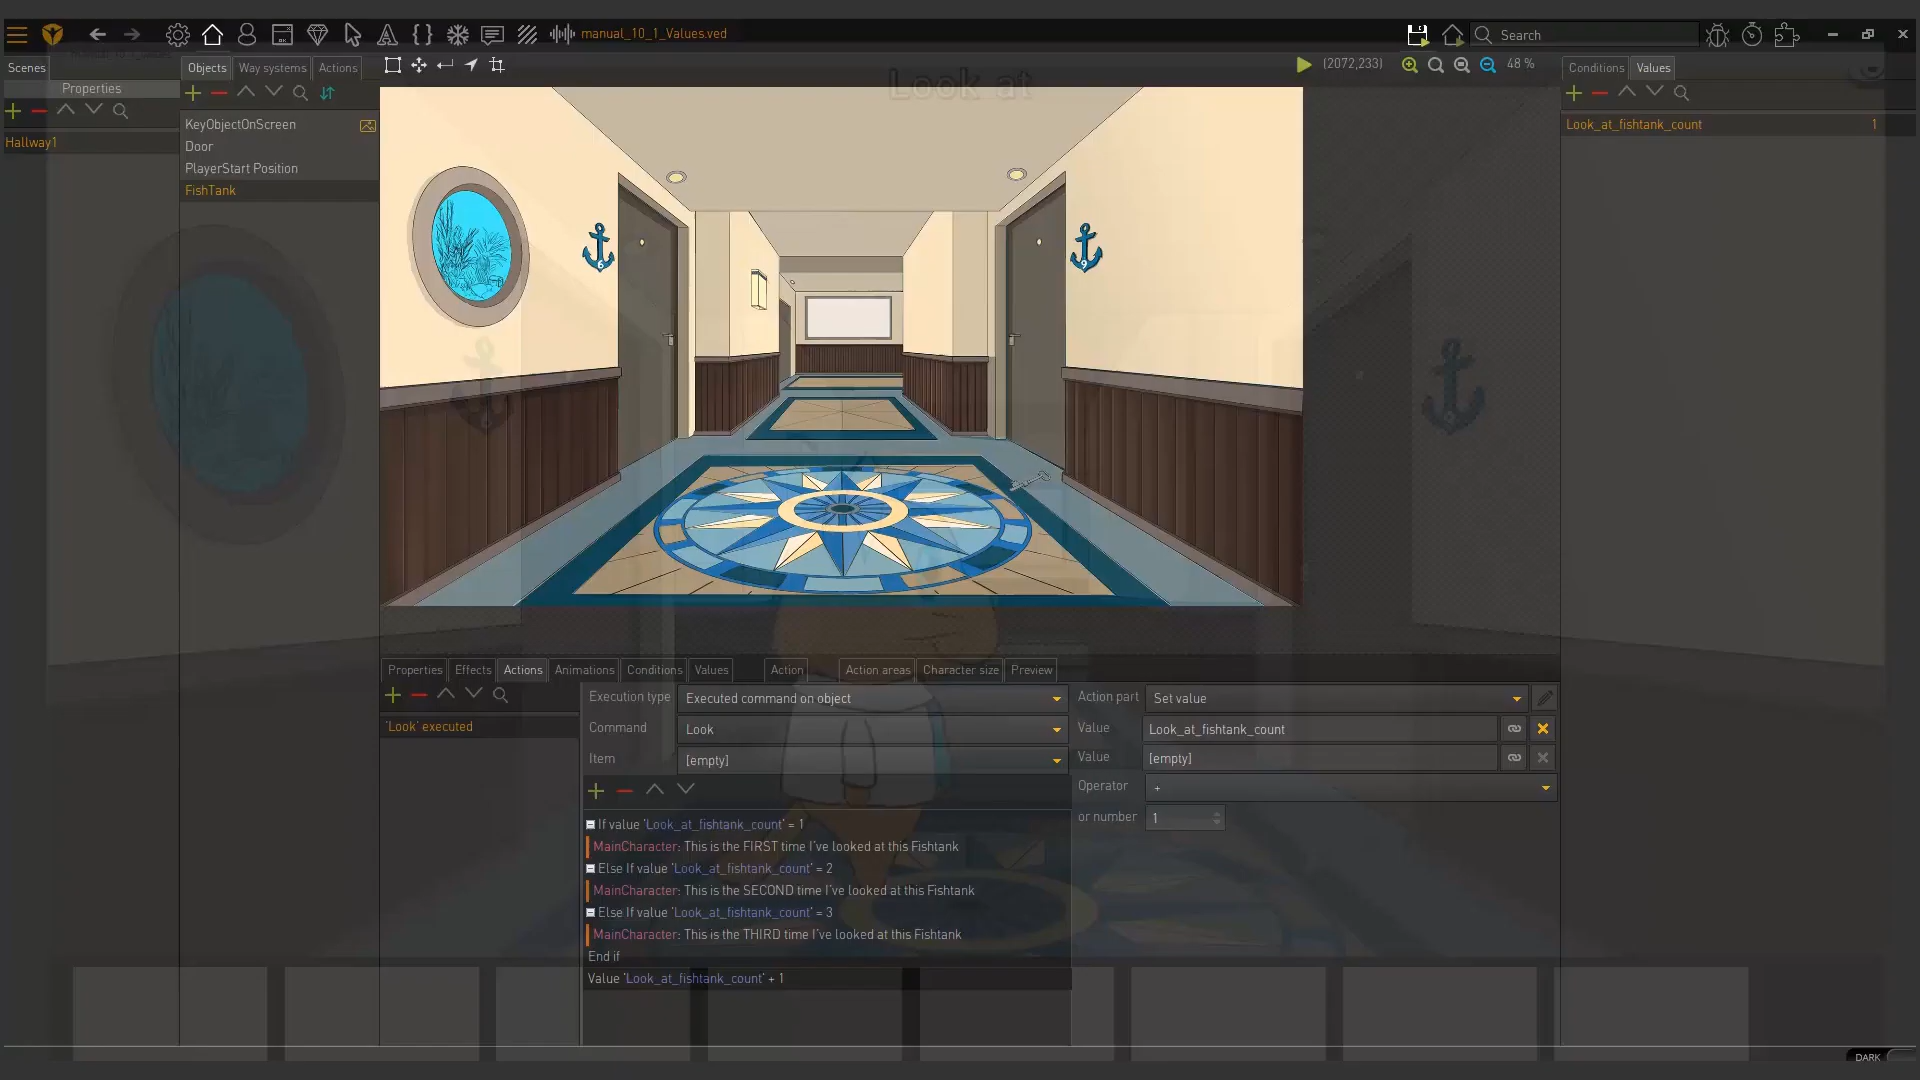 manual_10_1_Values.ved
Search
Scenes
Objects
Way systems
Actions
(2072,233)
48 %
Conditions
Values
Look at
Properties
KeyObjectOnScreen
Look_at_fishtank_count
1
Hallway1
Door
PlayerStart Position
FishTank
6
9
Properties
Effects
Actions
Animations
Conditions
Values
Action
Action areas
Character size
Preview
Execution type
Executed command on object
Action part
Set value
'Look' executed
Command
Look
Value
Look_at_fishtank_count
Item
[empty]
Value
[empty]
Operator
+
or number
1
If value 'Look_at_fishtank_count' = 1
MainCharacter: This is the FIRST time I've looked at this Fishtank
Else If value 'Look_at_fishtank_count' = 2
MainCharacter: This is the SECOND time I've looked at this Fishtank
Else If value 'Look_at_fishtank_count' = 3
MainCharacter: This is the THIRD time I've looked at this Fishtank
End if
Value 'Look_at_fishtank_count' + 1
DARK